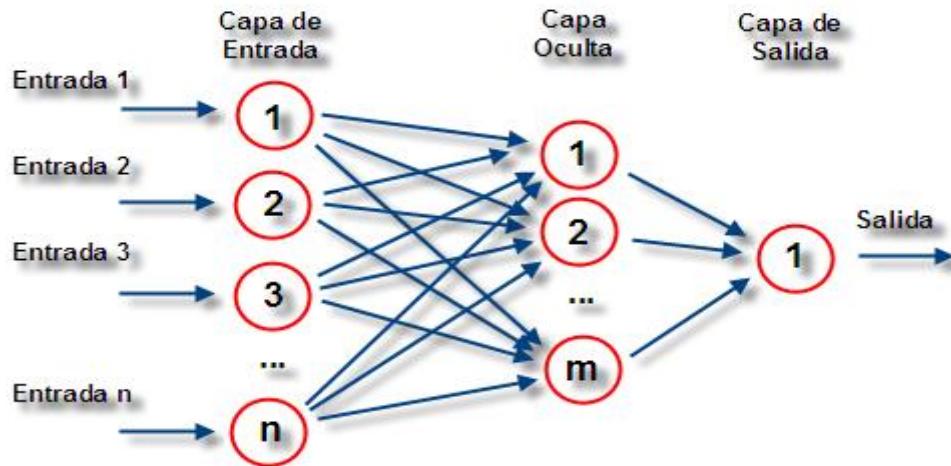 Capa de
Entrada
Capa
Oculta
Capa de
Salida
Entrada 1
1
Entrada 2
2
Entrada 3
3
...
Entrada n
n
1
2
...
m
1
Salida